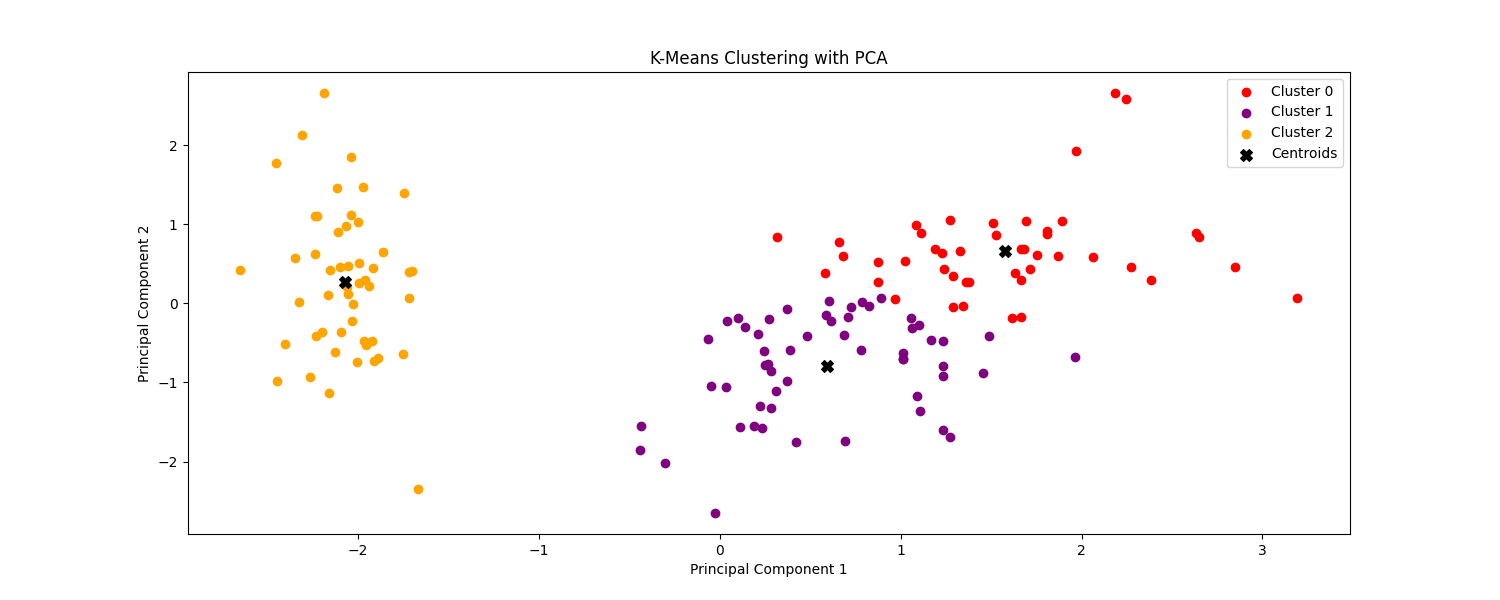 K-Means Clustering with PCA
Cluster 0
Cluster 1
Cluster 2
Centroids
Principal Component 2
2
1
0
−1
−2
−2
−1
0
1
2
3
Principal Component 1